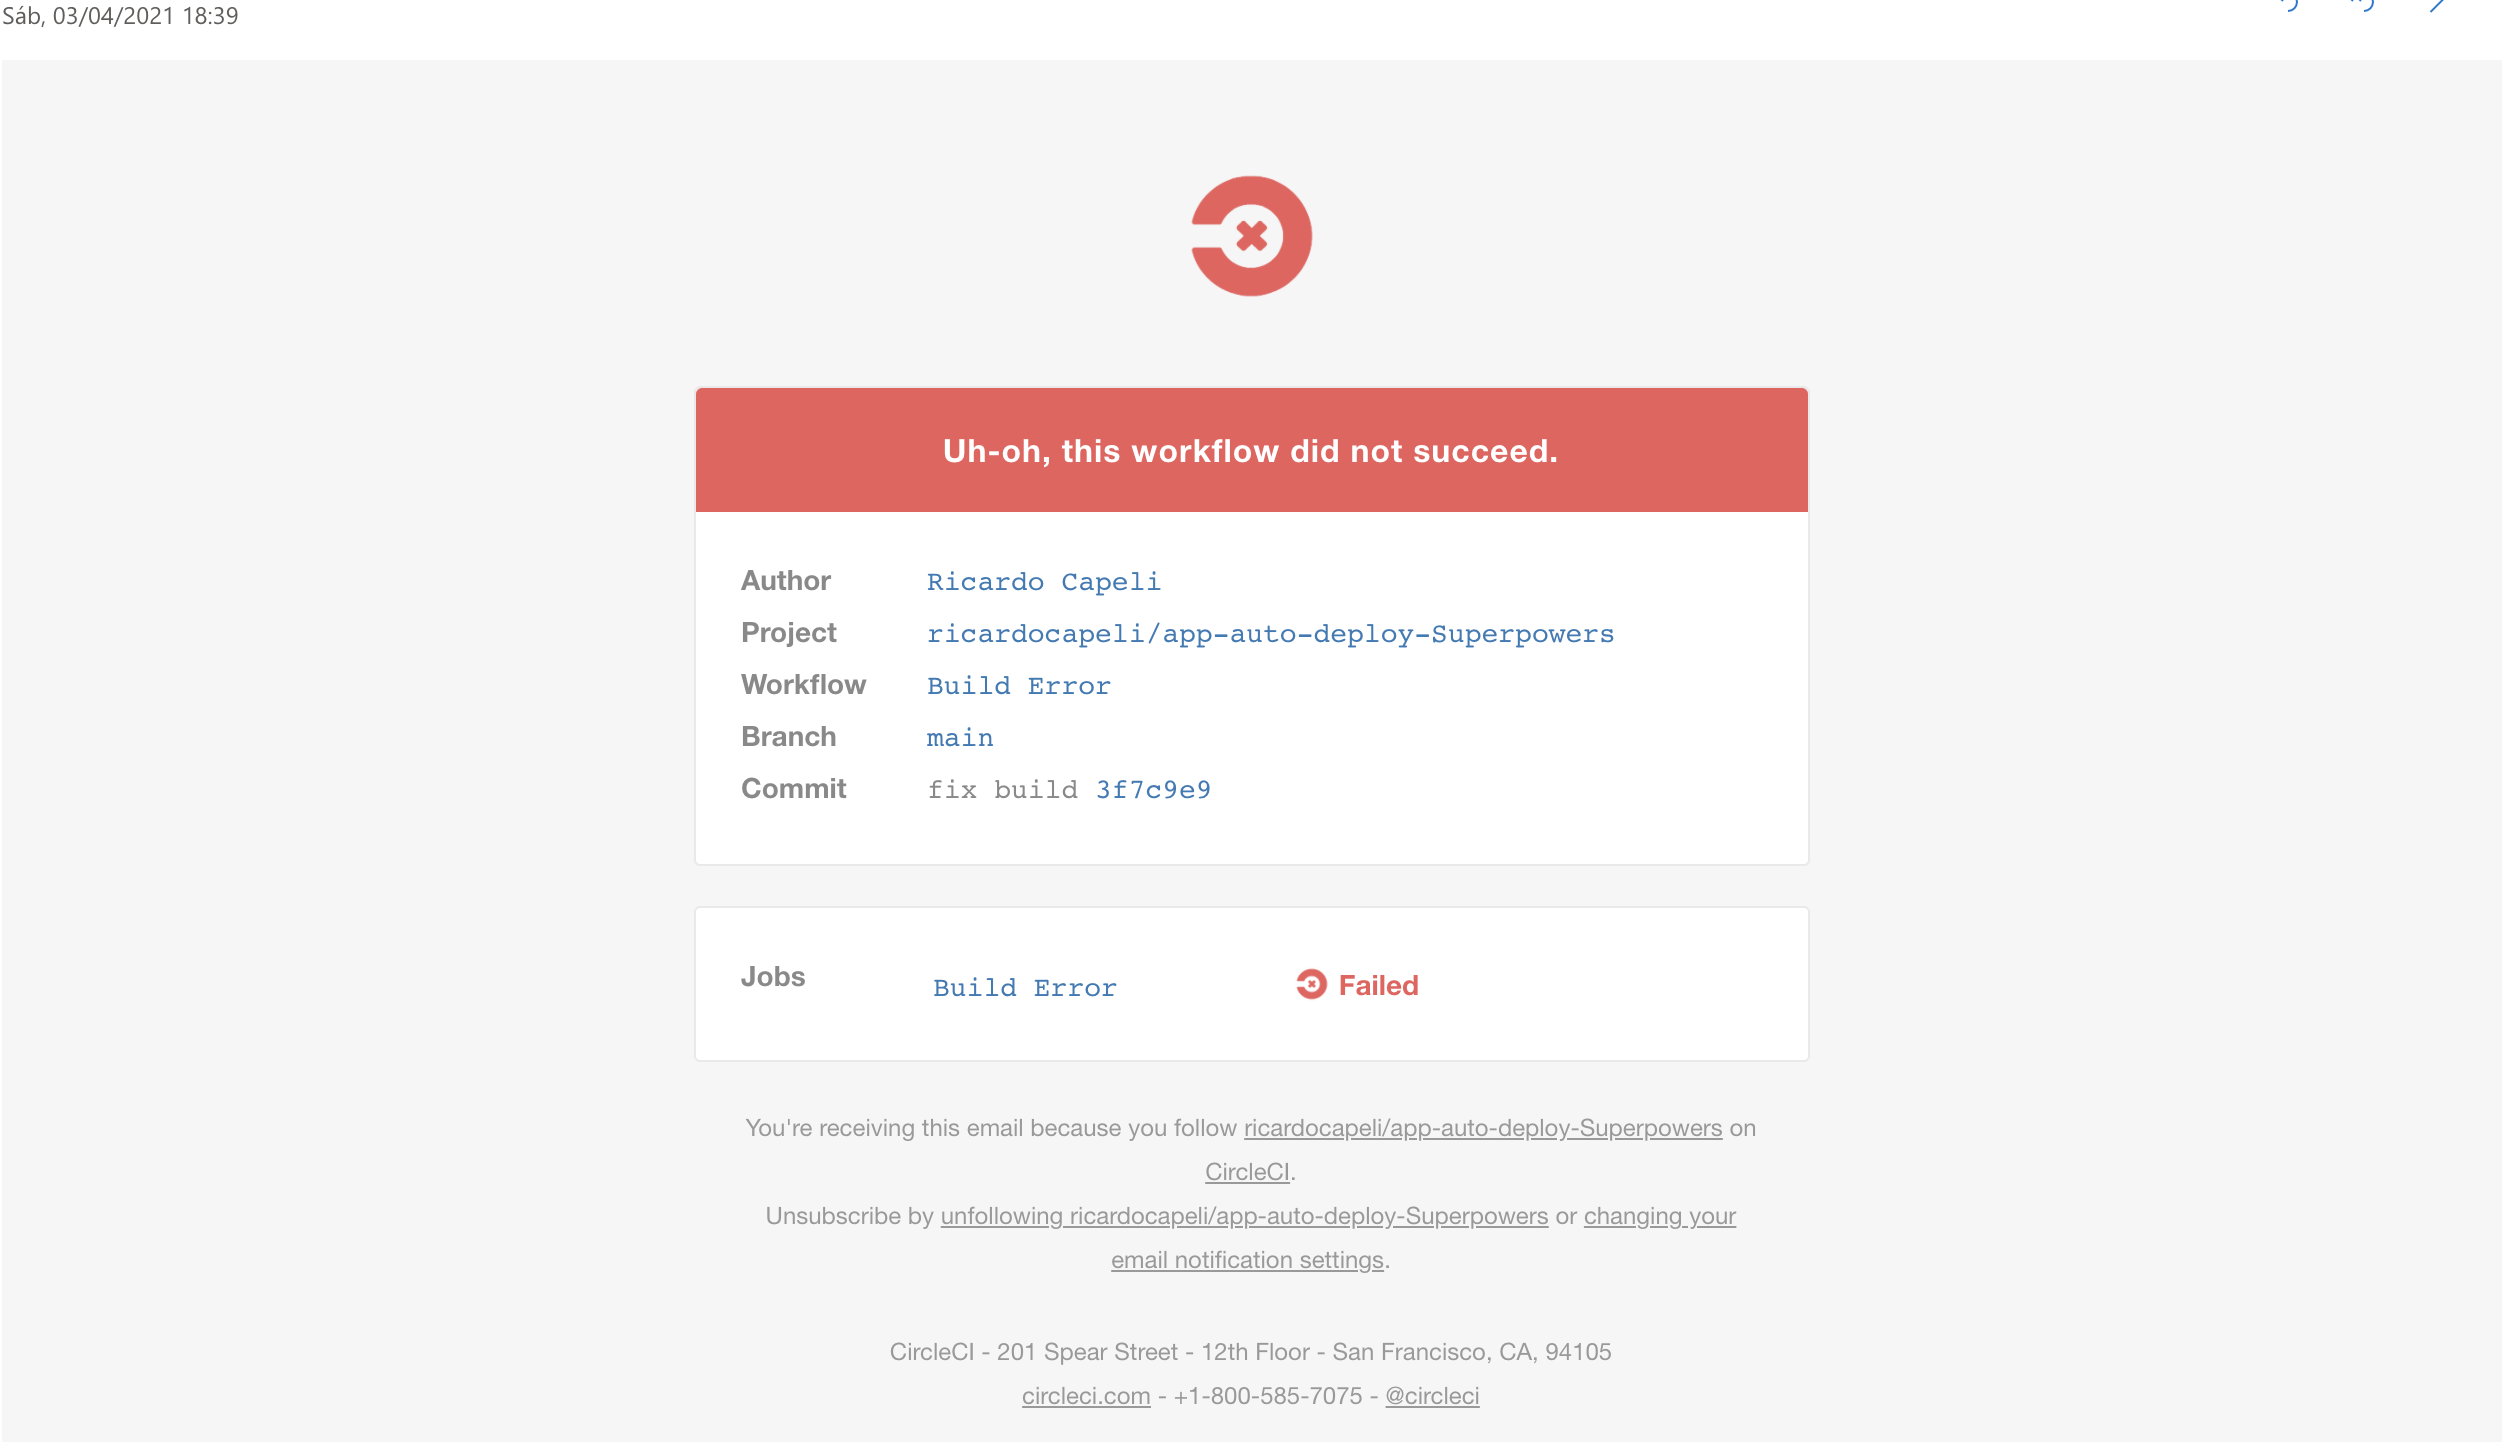 Sáb, 03/04/2021 18:39
Uh-oh, this workflow did not succeed.
Author Ricardo Capeli
Project ricardocapeli/app-auto-deploy-Superpowers
Workflow Build Error
Branch main
Commit fix build 3f7c9e9
Jobs Build Error Failed
You're receiving this email because you follow ricardocapeli/app-auto-deploy-Superpowers on
CircleCI.
Unsubscribe by unfollowing ricardocapeli/app-auto-deploy-Superpowers or changing your
email notification settings.
CircleCI - 201 Spear Street - 12th Floor - San Francisco, CA, 94105
circleci.com - +1-800-585-7075 - @circleci